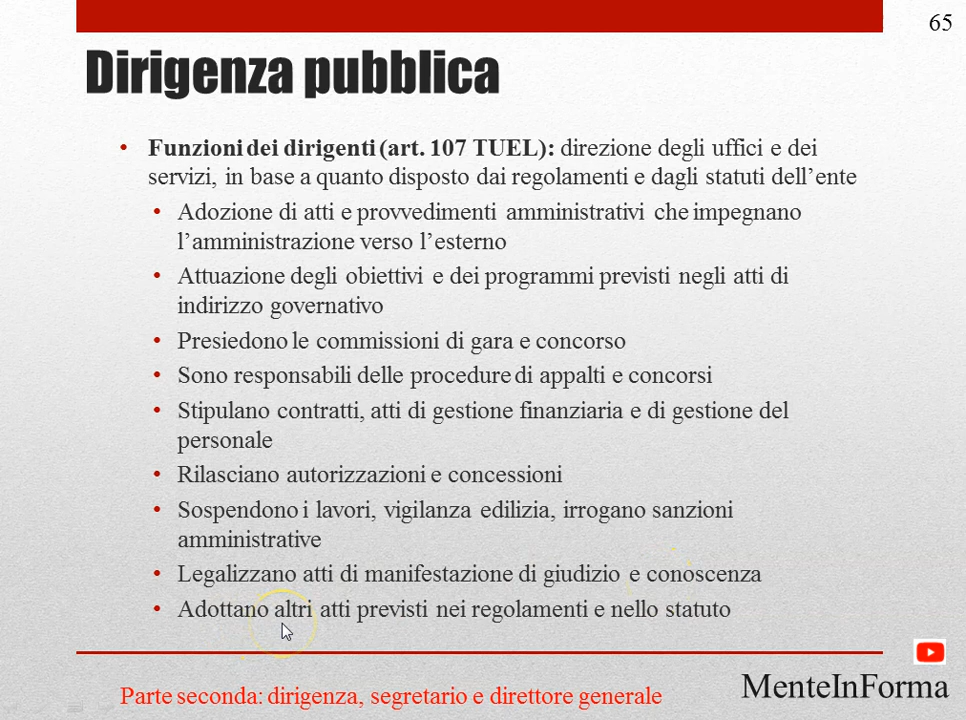 65
Dirigenza pubblica
• Funzioni dei dirigenti (art. 107 TUEL): direzione degli uffici e dei
servizi, in base a quanto disposto dai regolamenti e dagli statuti dell’ente
• Adozione di atti e provvedimenti amministrativi che impegnano
l’amministrazione verso l’esterno
• Attuazione degli obiettivi e dei programmi previsti negli atti di
indirizzo governativo
• Presiedono le commissioni di gara e concorso
• Sono responsabili delle procedure di appalti e concorsi
• Stipulano contratti, atti di gestione finanziaria e di gestione del
personale
• Rilasciano autorizzazioni e concessioni
• Sospendono i lavori, vigilanza edilizia, irrogano sanzioni
amministrative
• Legalizzano atti di manifestazione di giudizio e conoscenza
• Adottano altri atti previsti nei regolamenti e nello statuto
Parte seconda: dirigenza, segretario e direttore generale
MenteInForma